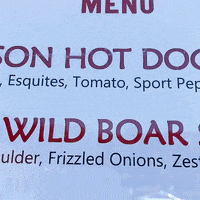 MENU
SON HOT DOG
, Esquites, Tomato, Sport Pep
WILD BOAR S
ulder, Frizzled Onions, Zest